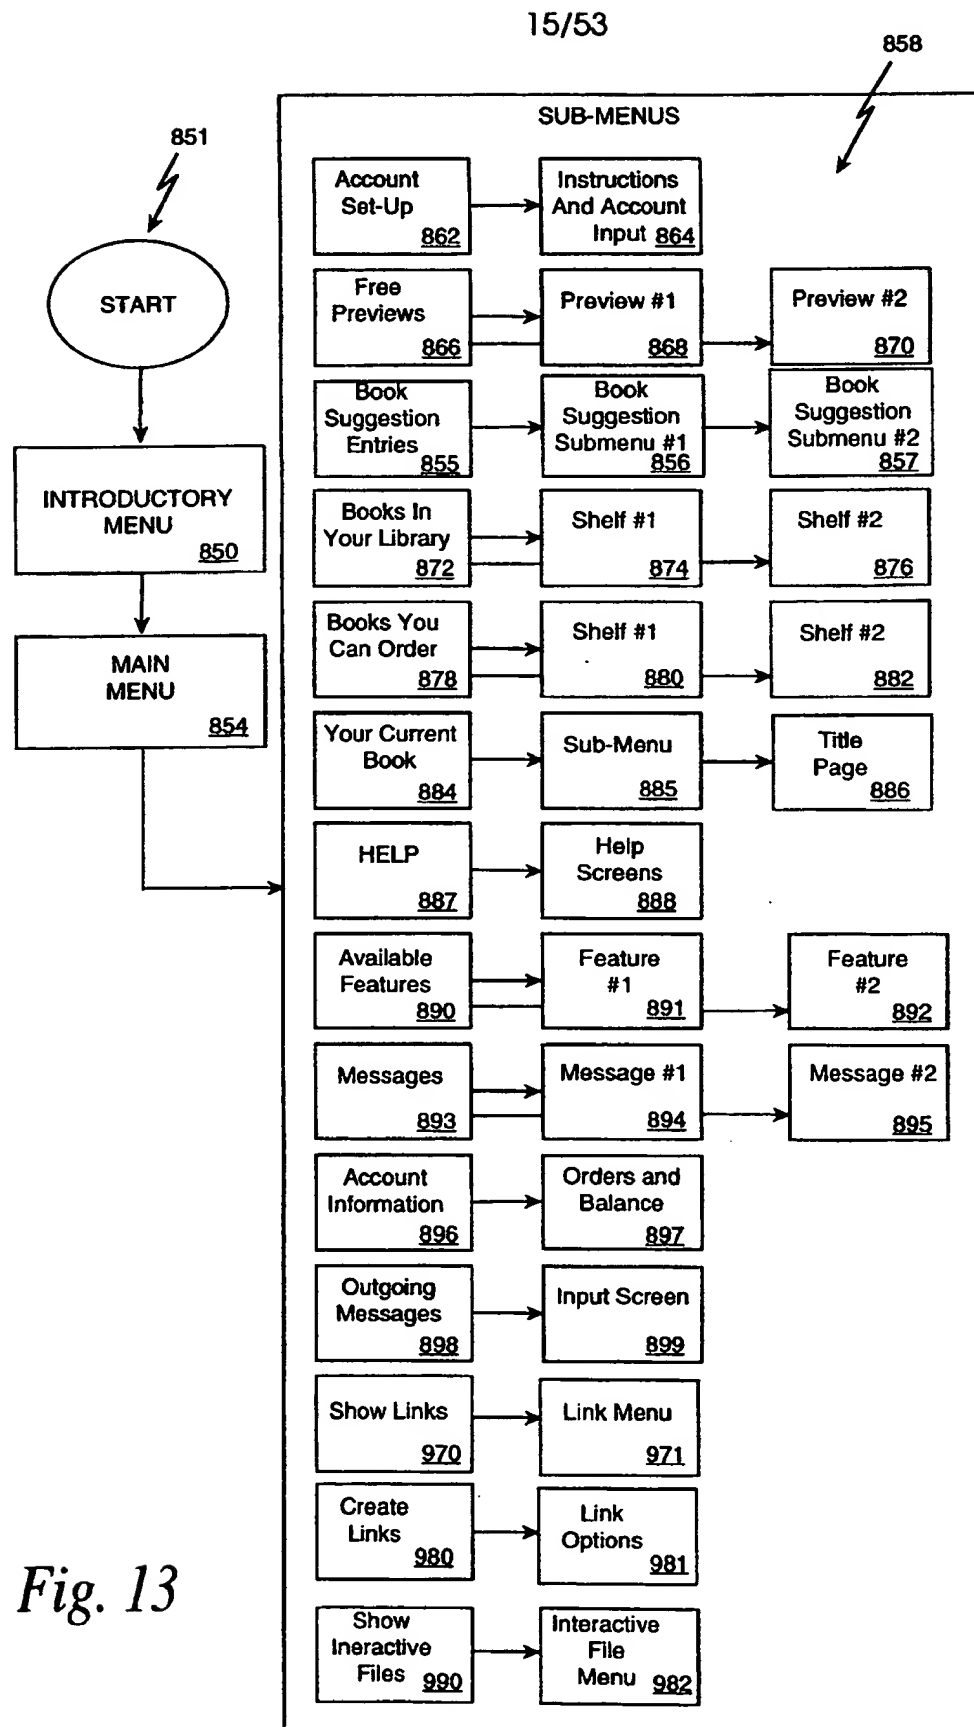 15/53
858
851
SUB-MENUS
START
INTRODUCTORY
MENU
850
MAIN
MENU
854
Account
Set-Up
862
Instructions
And Account
Input 864
Free
Previews
866
Preview #1
868
Preview #2
870
Book
Suggestion
Entries
855
Book
Suggestion
Submenu #1
856
Book
Suggestion
Submenu #2
857
Books In
Your Library
872
Shelf #1
874
Shelf #2
876
Books You
Can Order
878
Shelf #1
880
Shelf #2
882
Your Current
Book
884
Sub-Menu
885
Title
Page
886
HELP
887
Help
Screens
888
Available
Features
890
Feature
#1
891
Feature
#2
892
Messages
893
Message #1
894
Message #2
895
Account
Information
896
Orders and
Balance
897
Outgoing
Messages
898
Input Screen
899
Show Links
970
Link Menu
971
Create
Links
980
Link
Options
981
Show
Ineractive
Files 990
Interactive
File
Menu 982
Fig. 13